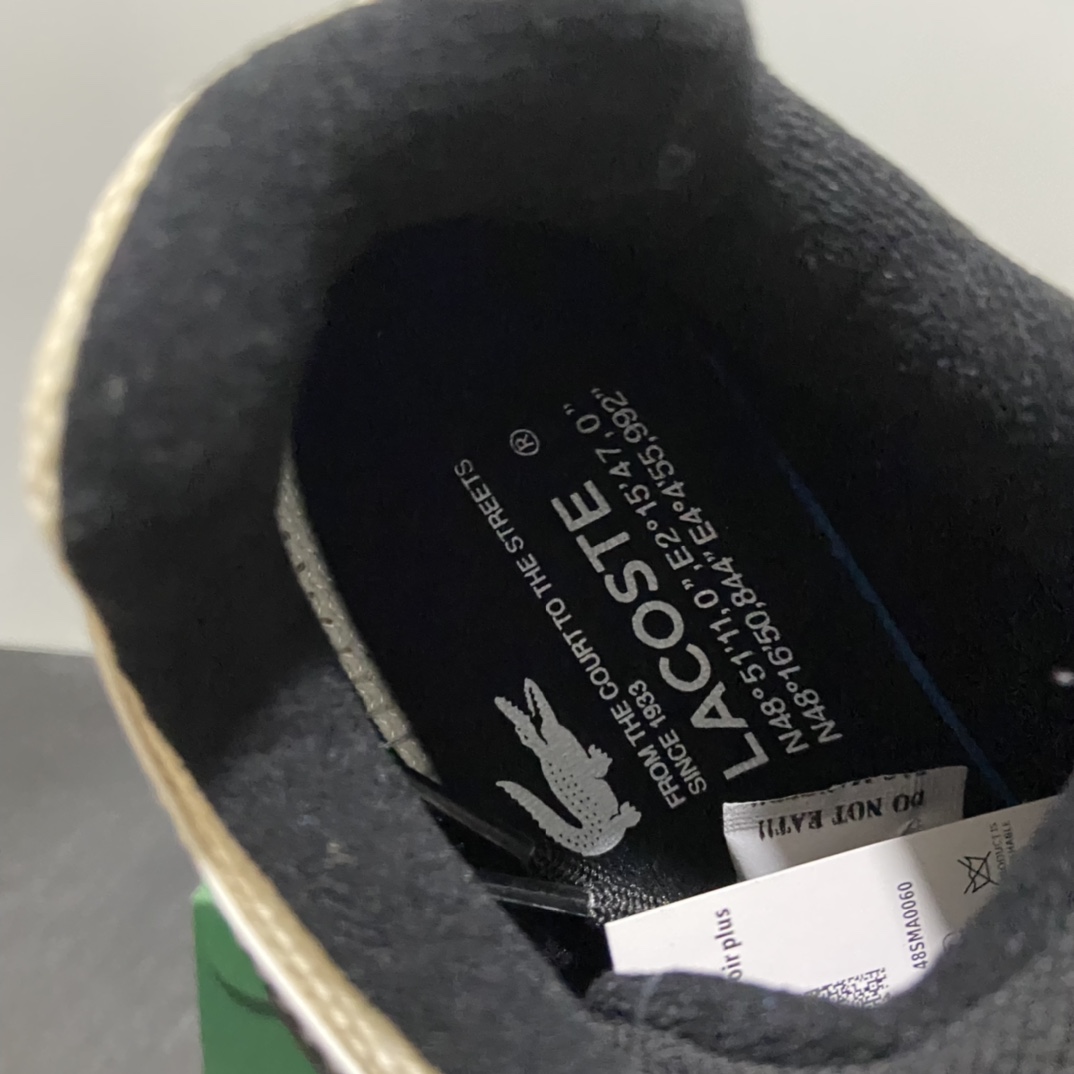 FROM THE COURT TO THE STREETS
SINCE 1933
LACOSTE
®
N48°51'11,0”,E2°15'47,0”
N48°16'50,844” E4°4'55,992”
DO NOT EAT!!
plus
48SMA0060